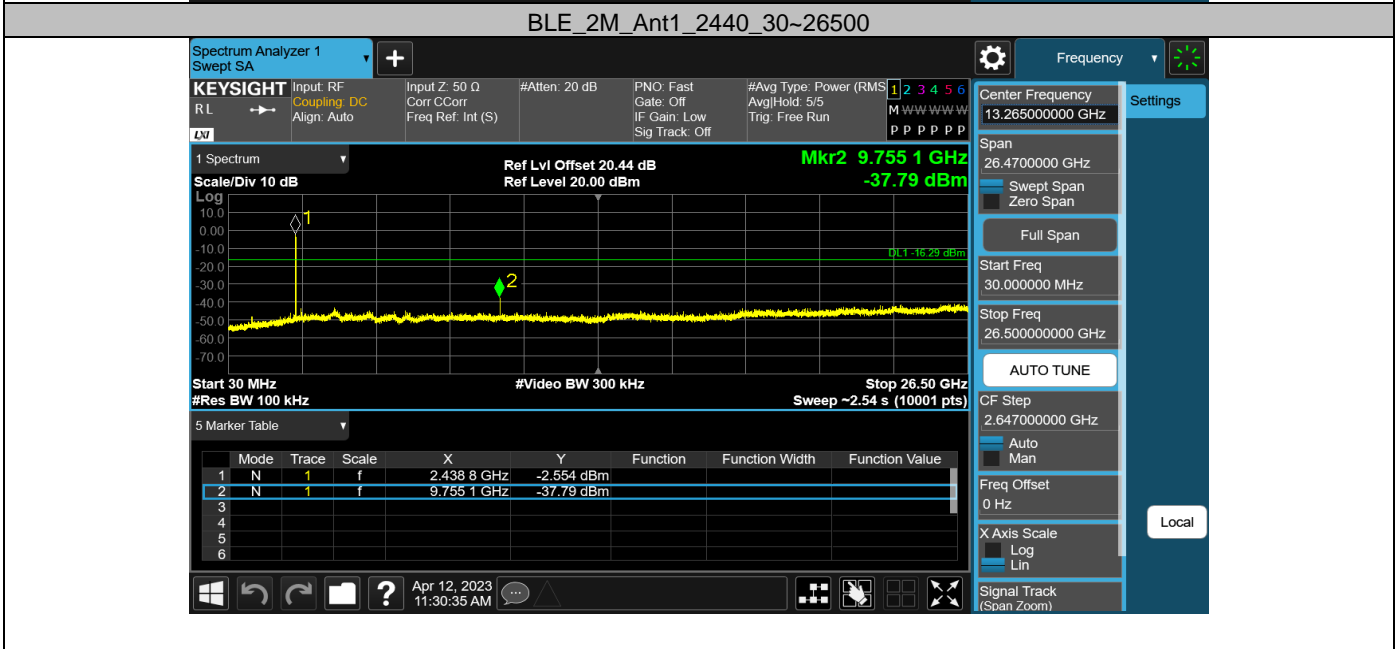 BLE_2M_Ant1_2440_30~26500
Spectrum Analyzer 1
Swept SA
+
Frequency
KEYSIGHT
RL
LXI
Input: RF
Coupling: DC
Align: Auto
Input Z: 50 Ω
Corr CCorr
Freq Ref: Int (S)
#Atten: 20 dB
PNO: Fast
Gate: Off
IF Gain: Low
Sig Track: Off
#Avg Type: Power (RMS
Avg|Hold: 5/5
Trig: Free Run
1 2 3 4 5 6
M W W W W W
P P P P P P
1 Spectrum
Scale/Div 10 dB
Log
Ref Lvl Offset 20.44 dB
Ref Level 20.00 dBm
Mkr2 9.755 1 GHz
-37.79 dBm
10.0
0.00
-10.0
-20.0
-30.0
-40.0
-50.0
-60.0
-70.0
1
2
DL1 -16.29 dBm
Start 30 MHz
#Video BW 300 kHz
Stop 26.50 GHz
#Res BW 100 kHz
Sweep ~2.54 s (10001 pts)
5 Marker Table
Mode Trace Scale X Y Function Function Width Function Value
1 N 1 f 2.438 8 GHz -2.554 dBm
2 N 1 f 9.755 1 GHz -37.79 dBm
3
4
5
6
?
Apr 12, 2023
11:30:35 AM
Center Frequency
13.265000000 GHz
Span
26.4700000 GHz
Swept Span
Zero Span
Full Span
Start Freq
30.000000 MHz
Stop Freq
26.500000000 GHz
AUTO TUNE
CF Step
2.647000000 GHz
Auto
Man
Freq Offset
0 Hz
X Axis Scale
Log
Lin
Signal Track
(Span Zoom)
Settings
Local